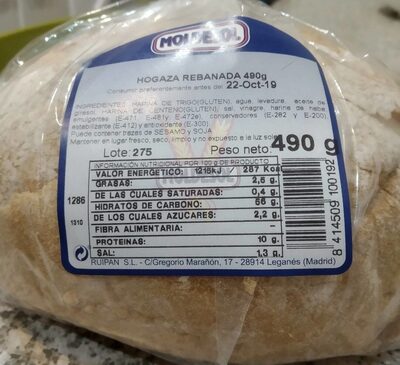 MOLDESOL
HOGAZA REBANADA 490g
Consumir preferentemente antes del 22-Oct-19
INGREDIENTES: HARINA DE TRIGO(GLUTEN), agua, levadura, aceite de
girasol, HARINA DE CENTENO(GLUTEN), sal, vinagre, harina de haba,
emulgentes (E-471, E-481y E-472e), conservadores (E-282 y E-200),
estabilizante (E-412) y antioxidante (E-300).
Puede contener trazas de SESAMO y SOJA
Mantener en lugar fresco, seco, limpio y no expuesto a la luz solar
Lote: 275 Peso neto 490 g
INFORMACIÓN NUTRICIONAL POR 100 g DE PRODUCTO
VALOR ENERGETICO: 1216kJ 287 Kcal
GRASAS: 2,5 g.
DE LAS CUALES SATURADAS: 0,4 g.
HIDRATOS DE CARBONO: 56 g.
DE LOS CUALES AZUCARES: 2,2 g.
FIBRA ALIMENTARIA: -
PROTEINAS: 10 g.
SAL: 1,3 g.
1286
1310
8 414509 100192
RUIPAN S.L. - C/Gregorio Marañón, 17 - 28914 Leganés (Madrid)